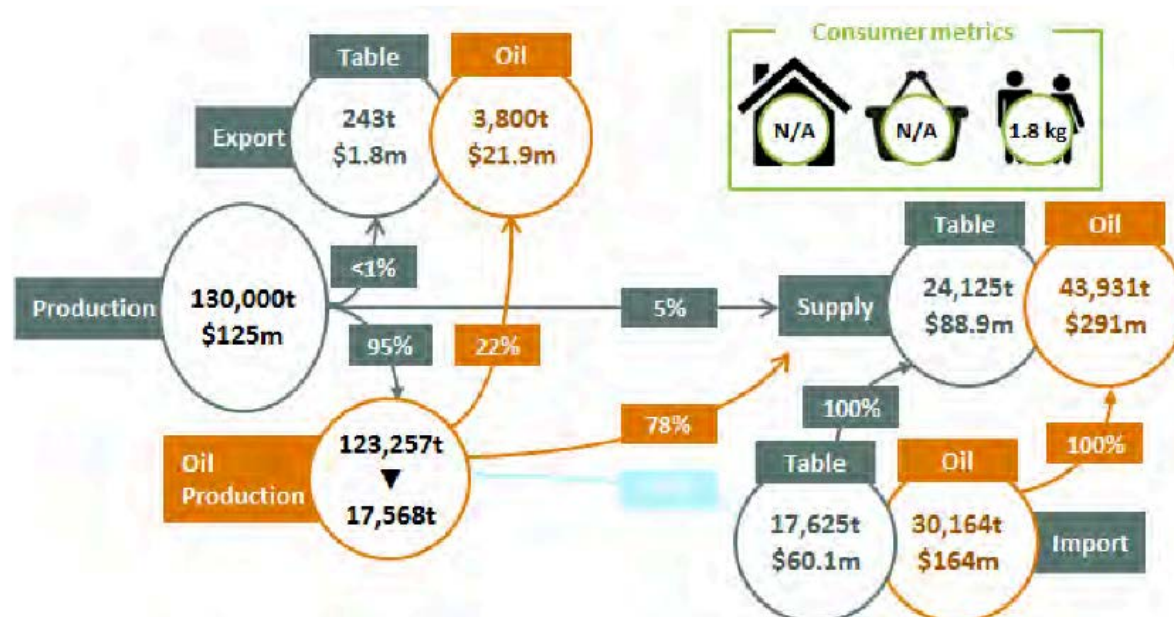 Consumer metrics
Table
Oil
N/A
N/A
1.8 kg
Export
243t
$1.8m
3,800t
$21.9m
Table
Oil
Production
130,000t
$125m
<1%
5%
Supply
24,125t
$88.9m
43,931t
$291m
95%
22%
78%
100%
100%
Oil
Production
123,257t
▼
17,568t
Table
Oil
17,625t
$60.1m
30,164t
$164m
Import